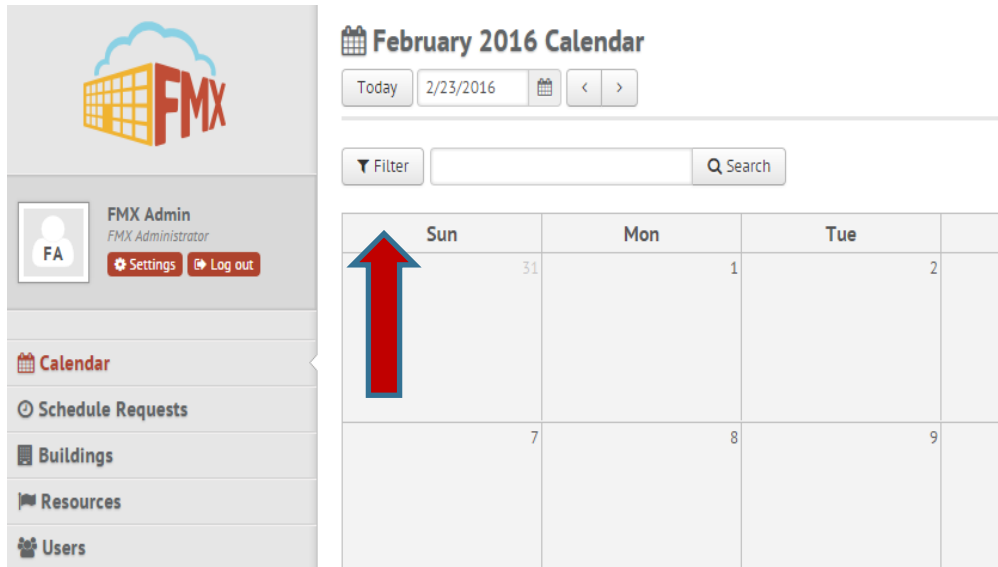 FMX
FMX Admin
FMX Administrator
FA
Settings
Log out
Calendar
Schedule Requests
Buildings
Resources
Users
February 2016 Calendar
Today 2/23/2016 < >
Filter Search
Sun Mon Tue
31 1 2
7 8 9